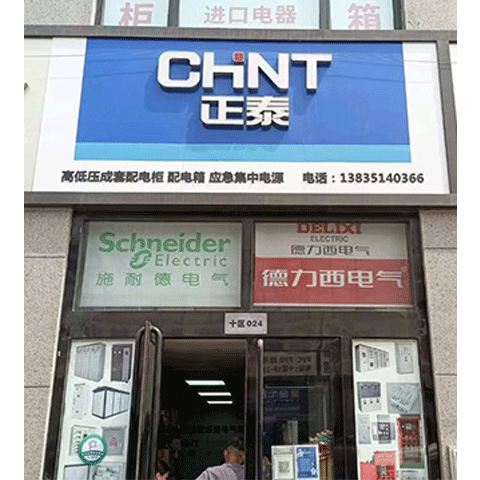 柜 进口电器 箱
CHNT
正泰
高低压成套配电柜 配电箱 应急集中电源 电话：13835140366
Schneider
Electric
施耐德电气
DELIXI
ELECTRIC
德力西电气
德力西电气
十区 024
CHNT